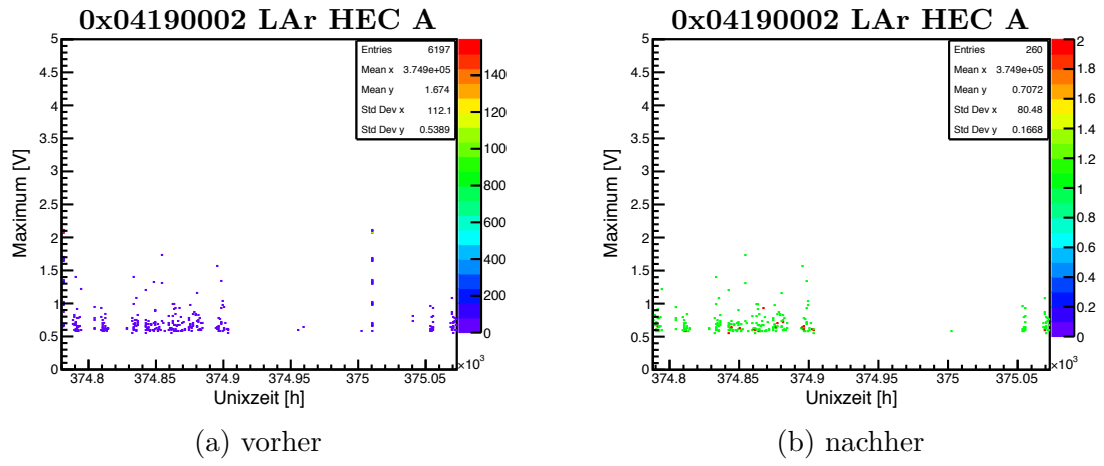 0x04190002 LAr HEC A
Entries 6197
Mean x 3.749e+05
Mean y 1.674
Std Dev x 112.1
Std Dev y 0.5389
Maximum [V]
5
4.5
4
3.5
3
2.5
2
1.5
1
0.5
0
374.8 374.85 374.9 374.95 375 375.05
×10³
Unixzeit [h]
1400
1200
1000
800
600
400
200
0
(a) vorher
0x04190002 LAr HEC A
Entries 260
Mean x 3.749e+05
Mean y 0.7072
Std Dev x 80.48
Std Dev y 0.1668
Maximum [V]
5
4.5
4
3.5
3
2.5
2
1.5
1
0.5
0
374.8 374.85 374.9 374.95 375 375.05
×10³
Unixzeit [h]
2
1.8
1.6
1.4
1.2
1
0.8
0.6
0.4
0.2
0
(b) nachher